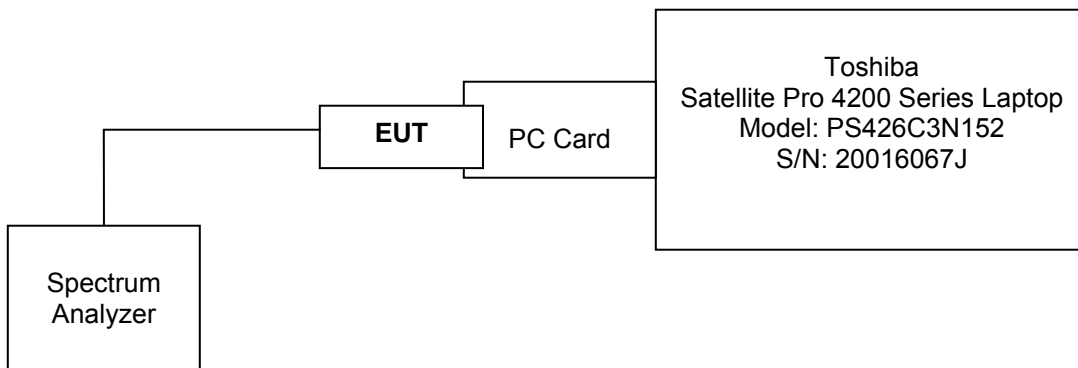 Toshiba
Satellite Pro 4200 Series Laptop
Model: PS426C3N152
S/N: 20016067J
EUT
PC Card
Spectrum
Analyzer